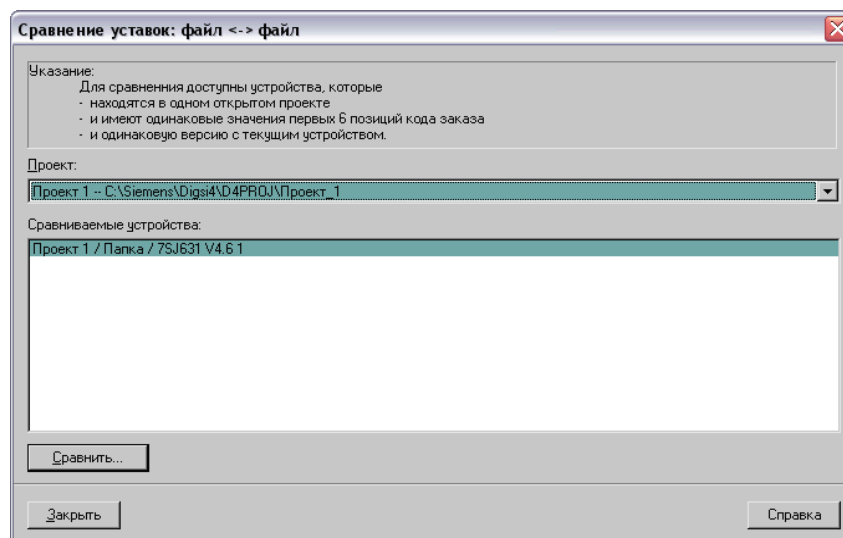 Сравнение уставок: файл <-> файл
Указание:
Для сравненния доступны устройства, которые
- находятся в одном открытом проекте
- и имеют одинаковые значения первых 6 позиций кода заказа
- и одинаковую версию с текущим устройством.
Проект:
Проект 1 -- C:\Siemens\Digsi4\D4PROJ\Проект_1
Сравниваемые устройства:
Проект 1 / Папка / 7SJ631 V4.6 1
Сравнить...
Закрыть
Справка